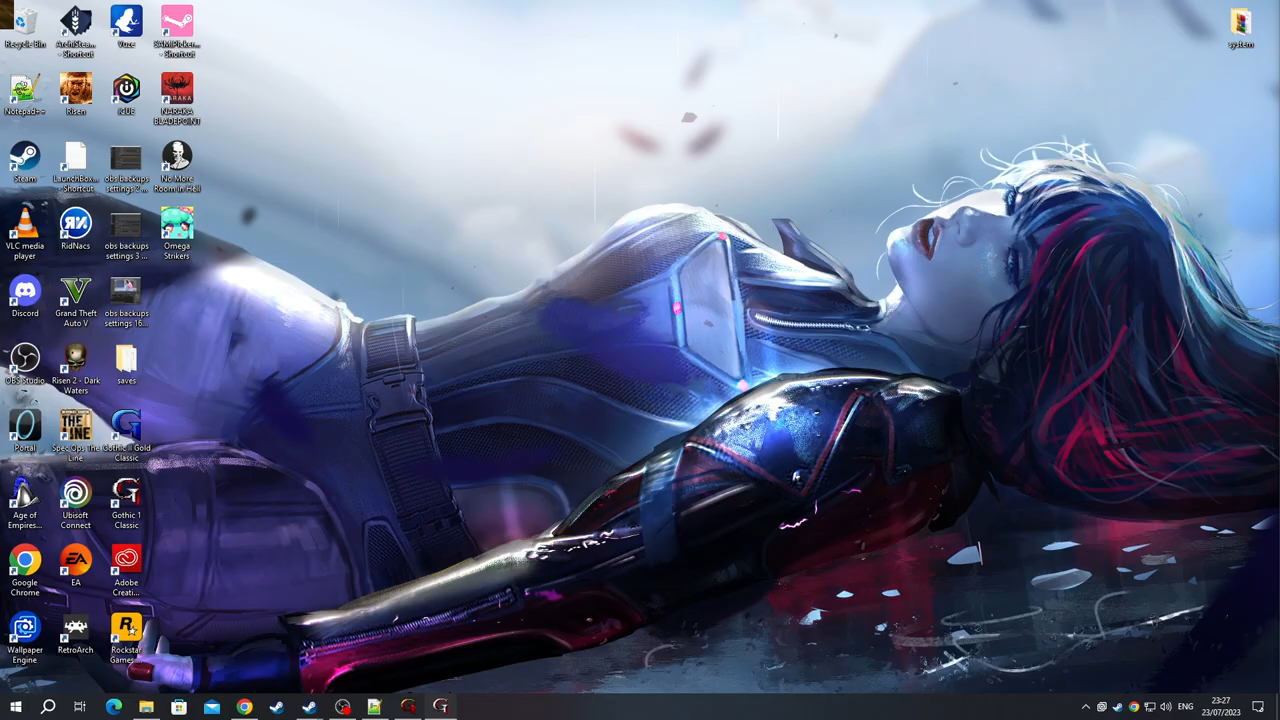 Recycle Bin
ArchiStea...
- Shortcut
Vuze
SAMPicker...
- Shortcut
system
Notepad++
Risen
iCUE
NARAKA
BLADEPOINT
Steam
LaunchBox...
- Shortcut
obs backups
settings 2 ...
No More
Room in Hell
VLC media
player
RidNacs
obs backups
settings 3 ...
Omega
Strikers
Discord
Grand Theft
Auto V
obs backups
settings 16...
OBS Studio
Risen 2 - Dark
Waters
saves
Portal
Spec Ops The
Line
Gothic II Gold
Classic
Age of
Empires...
Ubisoft
Connect
Gothic 1
Classic
Google
Chrome
EA
Adobe
Creati...
Wallpaper
Engine
RetroArch
Rockstar
Games ...
ENG
23:27
23/07/2023